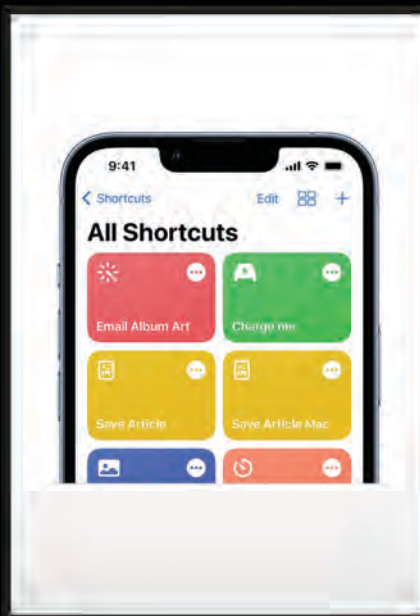 9:41
Shortcuts
Edit
All Shortcuts
Email Album Art
Charge me
Save Article
Save Article Mac